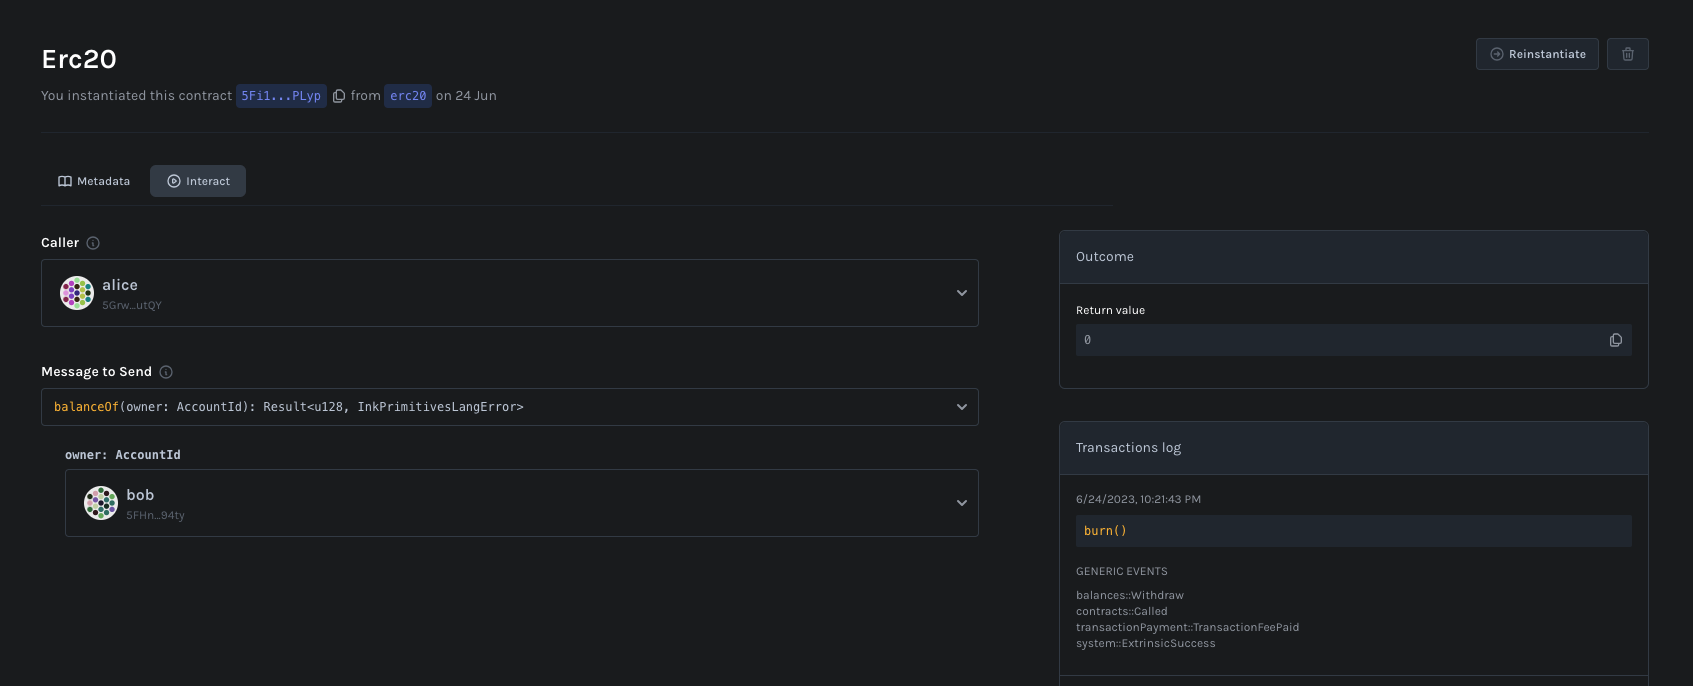 Erc20
Reinstantiate
You instantiated this contract 5Fi1...PLyp from erc20 on 24 Jun
Metadata
Interact
Caller
alice
5Grw…utQY
Message to Send
balanceOf(owner: AccountId): Result<u128, InkPrimitivesLangError>
owner: AccountId
bob
5FHn…94ty
Outcome
Return value
0
Transactions log
6/24/2023, 10:21:43 PM
burn()
GENERIC EVENTS
balances::Withdraw
contracts::Called
transactionPayment::TransactionFeePaid
system::ExtrinsicSuccess